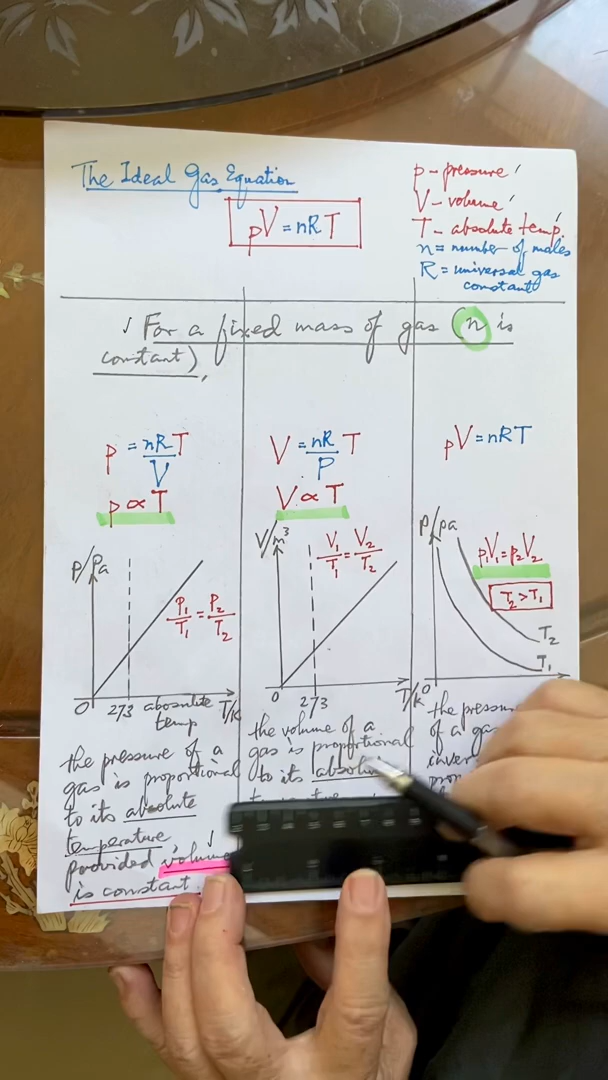 The Ideal Gas Equation
pV = nRT
p - pressure
V - volume
T - absolute temp.
n = number of moles
R = universal gas
constant
For a fixed mass of gas (n is
constant),
p = nR/V T
p ∝ T
P/Pa
P₁/T₁ = P₂/T₂
0 273 absolute T/K
temp
the pressure of a
gas is proportional
to its absolute
temperature
provided volume
is constant.
V = nR/P T
V ∝ T
V/m³
V₁/T₁ = V₂/T₂
0 273 T/K
the volume of a
gas is proportional
to its
pV = nRT
P/Pa
p₁V₁ = p₂V₂
T₂ > T₁
T₂
T₁
0
the
of a